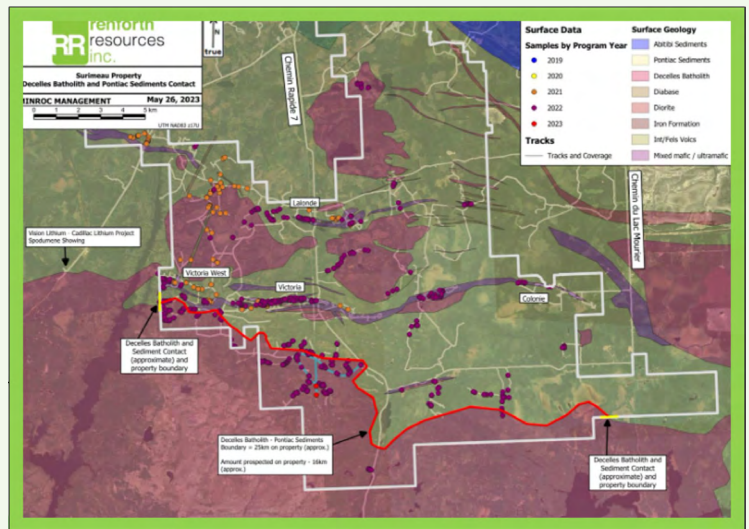 renforth
RR resources
inc.
N
true
Surimeau Property
Decelles Batholith and Pontiac Sediments Contact
MINROC MANAGEMENT May 26, 2023
0 1 2 3 4 5 km
UTM NAD83 z17U
Surface Data
Samples by Program Year
2019
2020
2021
2022
2023
Tracks
Tracks and Coverage
Surface Geology
Abitibi Sediments
Pontiac Sediments
Decelles Batholith
Diabase
Diorite
Iron Formation
Int/Fels Volcs
Mixed mafic / ultramafic
Chemin Rapide 7
Chemin du Lac Mourier
Lalonde
Vision Lithium - Cadillac Lithium Project
Spodumene Showing
Victoria West
Victoria
Colonie
Decelles Batholith and
Sediment Contact
(approximate) and
property boundary
Decelles Batholith - Pontiac Sediments
Boundary = 25km on property (approx.)
Amount prospected on property - 16km
(approx.)
Decelles Batholith and
Sediment Contact
(approximate) and
property boundary